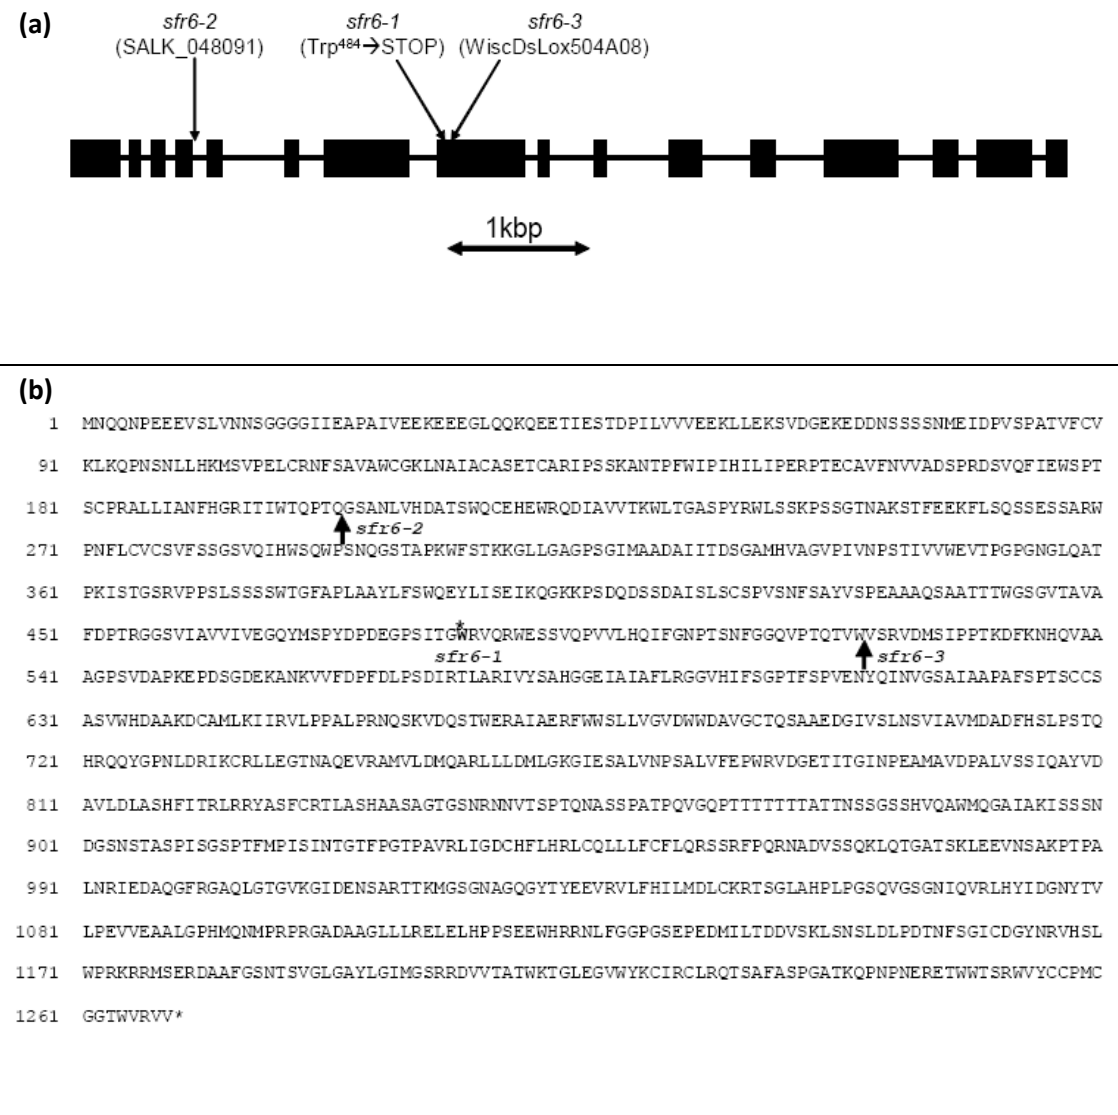 (a)
sfr6-2 sfr6-1 sfr6-3
(SALK_048091) (Trp484→STOP) (WiscDsLox504A08)
1kbp
(b)
1 MNQQNPEEEVSLVNNSGGGGIIEAPAIVEEKEEEGLQQKQEETIESTDPILVVVEEKLLEKSVDGEKEDDNSSSSNMEIDPVSPATVFCV
91 KLKQPNSNLLHKMSVPELCRNFSAVAWCGKLNAIACASETCARIPSSKANTPFWIPIHILIPERPTECAVFNVVADSPRDSVQFIEWSPT
181 SCPRALLIANFHGRITIWTQPTQGSANLVHDATSWQCEHEWRQDIAVVTKWLTGASPYRWLSSKPSSGTNAKSTFEEKFLSQSSESSARW
sfr6-2
271 PNFLCVCSVFSSGSVQIHWSQWPSNQGSTAPKWFSTKKGLLGAGPSGIMAADAIITDSGAMHVAGVPIVNPSTIVVWEVTPGPGNGLQAT
361 PKISTGSRVPPSLSSSSWTGFAPLAAYLFSWQEYLISEIKQGKKPSDQDSSDAISLSCSPVSNFSAYVSPEAAAQSAATTTWGSGVTAVA
*
451 FDPTRGGSVIAVVIVEGQYMSPYDPDEGPSITGWRVQRWESSVQPVVLHQIFGNPTSNFGGQVPTQTVWVSRVDMSIPPTKDFKNHQVAA
sfr6-1 sfr6-3
541 AGPSVDAPKEPDSGDEKANKVVFDPFDLPSDIRTLARIVYSAHGGEIAIAFLRGGVHIFSGPTFSPVENYQINVGSAIAAPAFSPTSCCS
631 ASVWHDAAKDCAMLKIIRVLPPALPRNQSKVDQSTWERAIAERFWWSLLVGVDWWDAVGCTQSAAEDGIVSLNSVIAVMDADFHSLPSTQ
721 HRQQYGPNLDRIKCRLLEGTNAQEVRAMVLDMQARLLLDMLGKGIESALVNPSALVFEPWRVDGETITGINPEAMAVDPALVSSIQAYVD
811 AVLDLASHFITRLRRYASFCRTLASHAASAGTGSNRNNVTSPTQNASSPATPQVGQPTTTTTTTATTNSSGSSHVQAWMQGAIAKISSSN
901 DGSNSTASPISGSPTFMPISINTGTFPGTPAVRLIGDCHFLHRLCQLLLFCFLQRSSRFPQRNADVSSQKLQTGATSKLEEVNSAKPTPA
991 LNRIEDAQGFRGAQLGTGVKGIDENSARTTKMGSGNAGQGYTYEEVRVLFHILMDLCKRTSGLAHPLPGSQVGSGNIQVRLHYIDGNYTV
1081 LPEVVEAALGPHMQNMPRPRGADAAGLLLRELELHPPSEEWHRRNLFGGPGSEPEDMILTDDVSKLSNSLDLPDTNFSGICDGYNRVHSL
1171 WPRKRRMSERDAAFGSNTSVGLGAYLGIMGSRRDVVTATWKTGLEGVWYKCIRCLRQTSAFASPGATKQPNPNERETWWTSRWVYCCPMC
1261 GGTWVRVV*